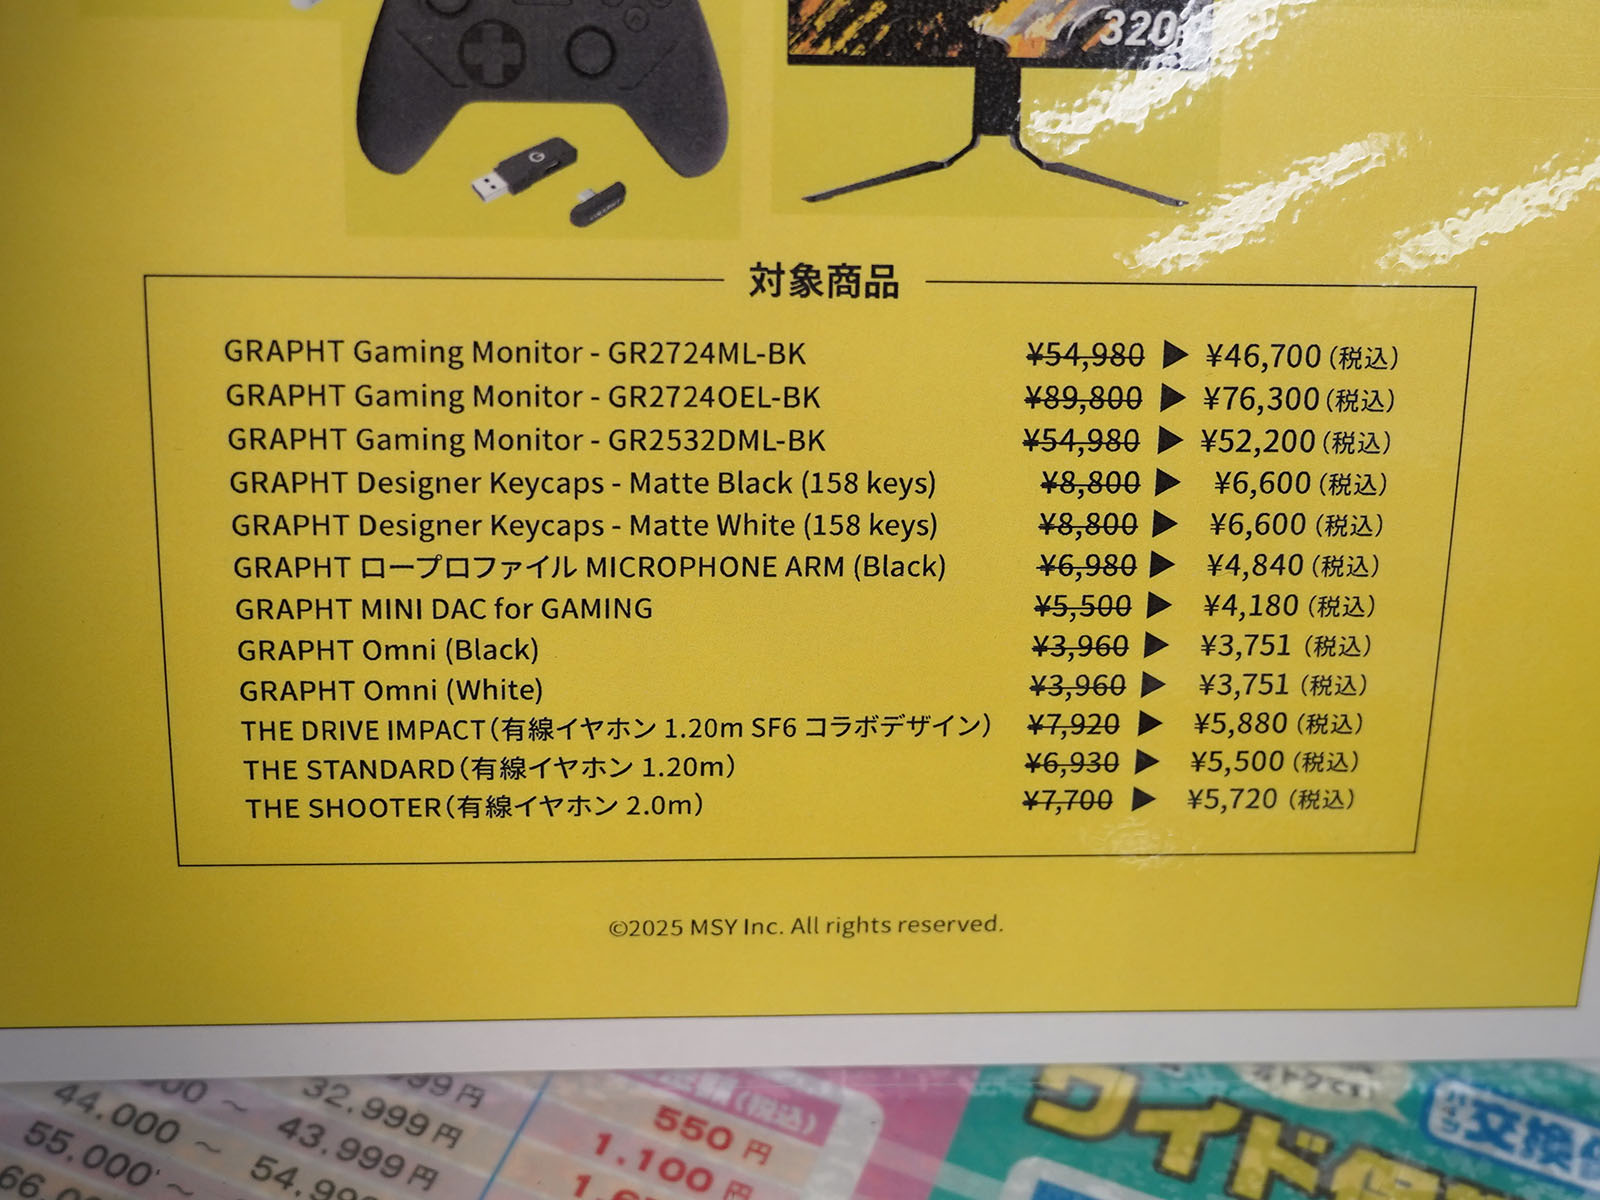 320
対象商品
GRAPHT Gaming Monitor - GR2724ML-BK ¥54,980 ▶ ¥46,700 (税込)
GRAPHT Gaming Monitor - GR2724OEL-BK ¥89,800 ▶ ¥76,300 (税込)
GRAPHT Gaming Monitor - GR2532DML-BK ¥54,980 ▶ ¥52,200 (税込)
GRAPHT Designer Keycaps - Matte Black (158 keys) ¥8,800 ▶ ¥6,600 (税込)
GRAPHT Designer Keycaps - Matte White (158 keys) ¥8,800 ▶ ¥6,600 (税込)
GRAPHT ロープロファイル MICROPHONE ARM (Black) ¥6,980 ▶ ¥4,840 (税込)
GRAPHT MINI DAC for GAMING ¥5,500 ▶ ¥4,180 (税込)
GRAPHT Omni (Black) ¥3,960 ▶ ¥3,751 (税込)
GRAPHT Omni (White) ¥3,960 ▶ ¥3,751 (税込)
THE DRIVE IMPACT(有線イヤホン 1.20m SF6 コラボデザイン) ¥7,920 ▶ ¥5,880 (税込)
THE STANDARD(有線イヤホン 1.20m) ¥6,930 ▶ ¥5,500 (税込)
THE SHOOTER(有線イヤホン 2.0m) ¥7,700 ▶ ¥5,720 (税込)
©2025 MSY Inc. All rights reserved.
32.999円
44.000 ～ 43.999円
55.000 ～
(税込)
550円
1.100円
ワイド
交換